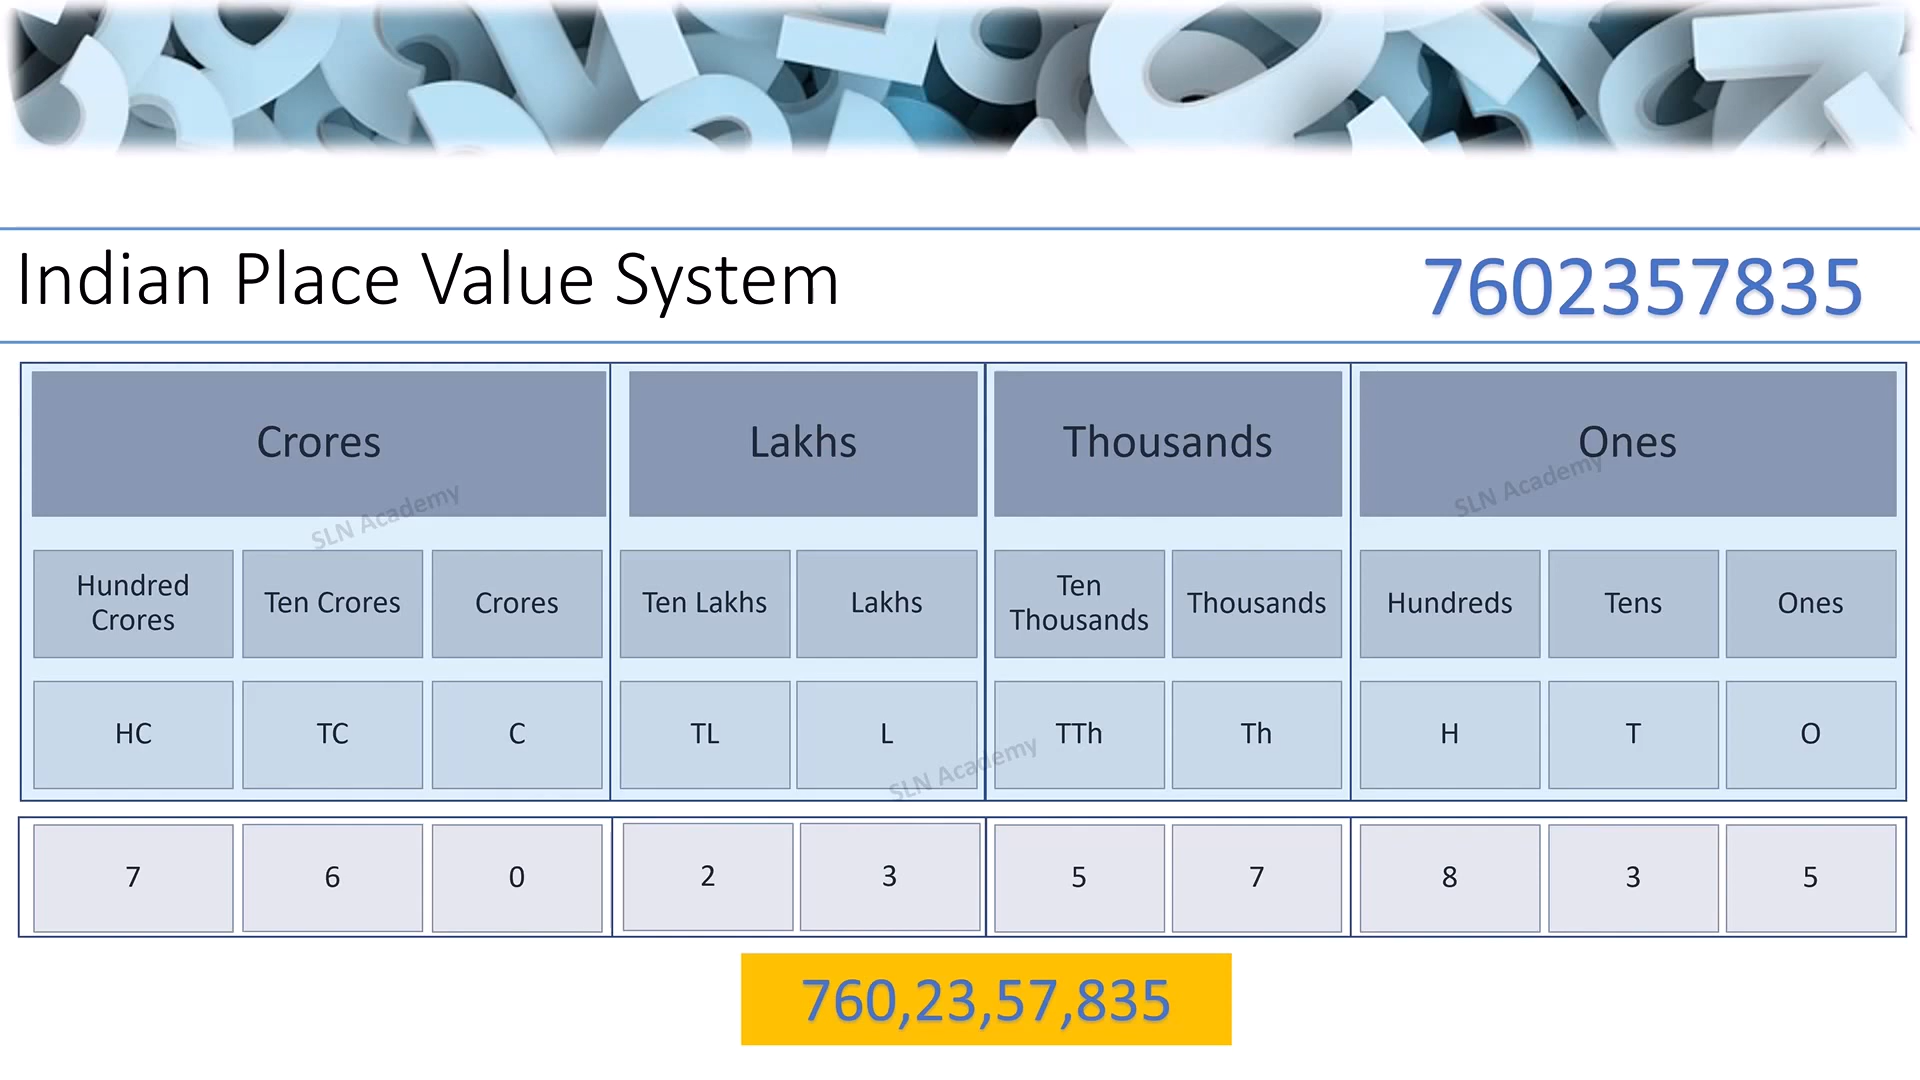 Indian Place Value System
7602357835
Crores Lakhs Thousands Ones
SLN Academy
SLN Academy
Hundred Crores Ten Crores Crores Ten Lakhs Lakhs Ten Thousands Thousands Hundreds Tens Ones
HC TC C TL L TTh Th H T O
SLN Academy
7 6 0 2 3 5 7 8 3 5
760,23,57,835